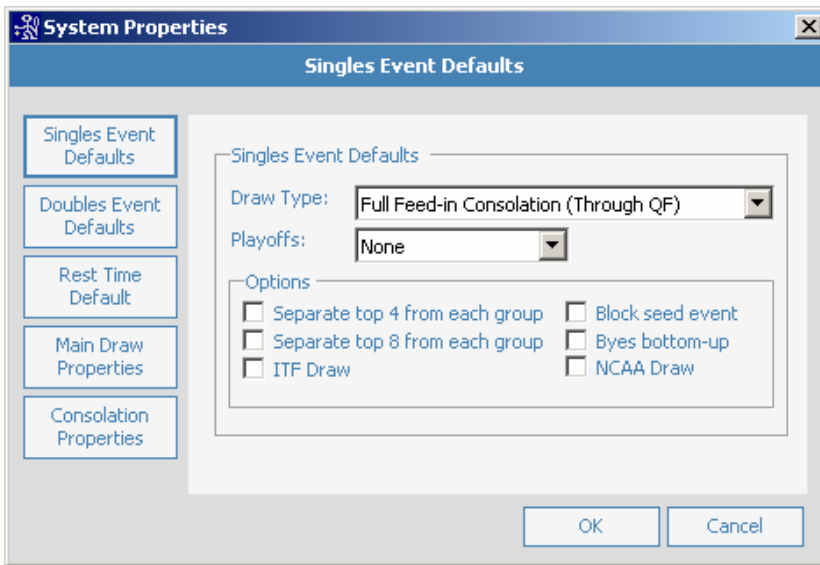 System Properties
Singles Event Defaults
Singles Event
Defaults
Doubles Event
Defaults
Rest Time
Default
Main Draw
Properties
Consolation
Properties
Singles Event Defaults
Draw Type: Full Feed-in Consolation (Through QF)
Playoffs: None
Options
Separate top 4 from each group
Block seed event
Separate top 8 from each group
Byes bottom-up
ITF Draw
NCAA Draw
OK
Cancel